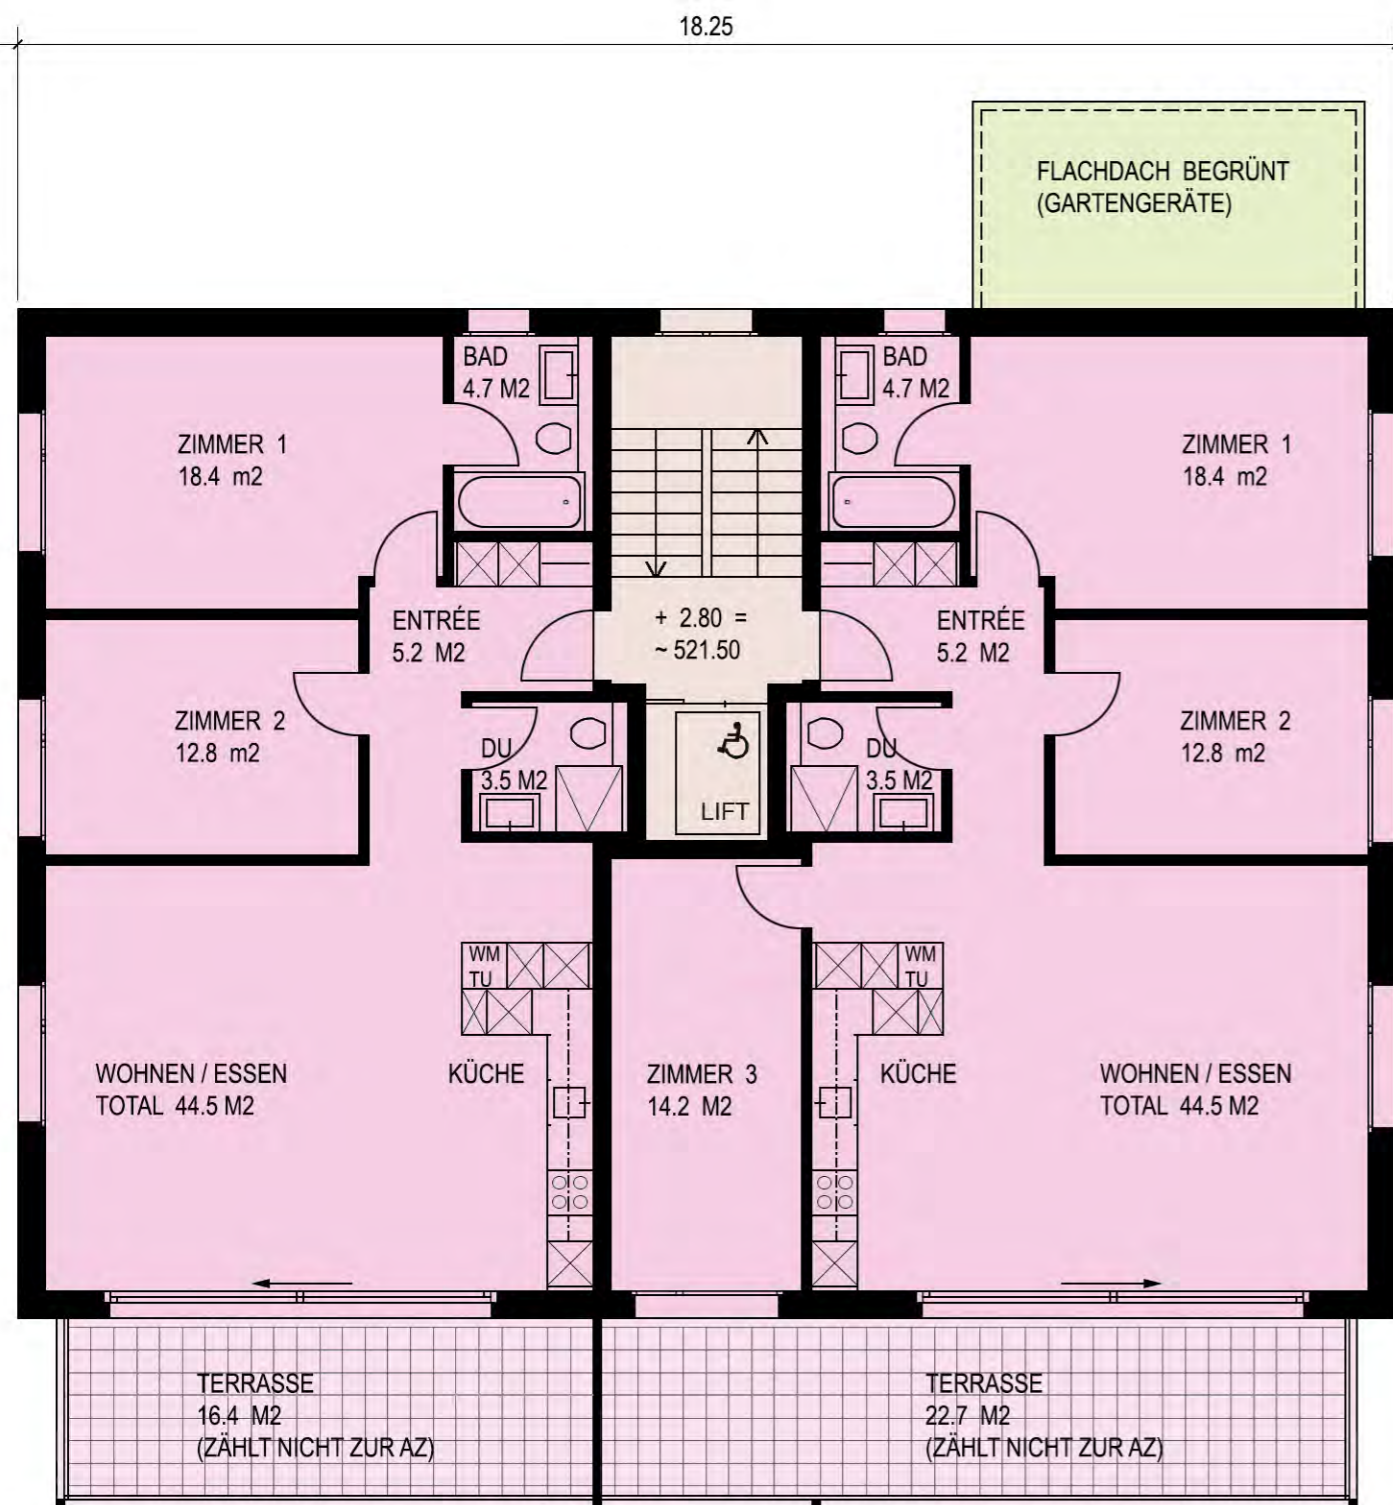 18.25
FLACHDACH BEGRÜNT
(GARTENGERÄTE)
BAD
4.7 M2
BAD
4.7 M2
ZIMMER 1
18.4 m2
ZIMMER 1
18.4 m2
ENTRÉE
5.2 M2
+ 2.80 =
~ 521.50
ENTRÉE
5.2 M2
ZIMMER 2
12.8 m2
DU
3.5 M2
LIFT
DU
3.5 M2
ZIMMER 2
12.8 m2
WM
TU
WM
TU
WOHNEN / ESSEN
TOTAL 44.5 M2
KÜCHE
ZIMMER 3
14.2 M2
KÜCHE
WOHNEN / ESSEN
TOTAL 44.5 M2
TERRASSE
16.4 M2
(ZÄHLT NICHT ZUR AZ)
TERRASSE
22.7 M2
(ZÄHLT NICHT ZUR AZ)